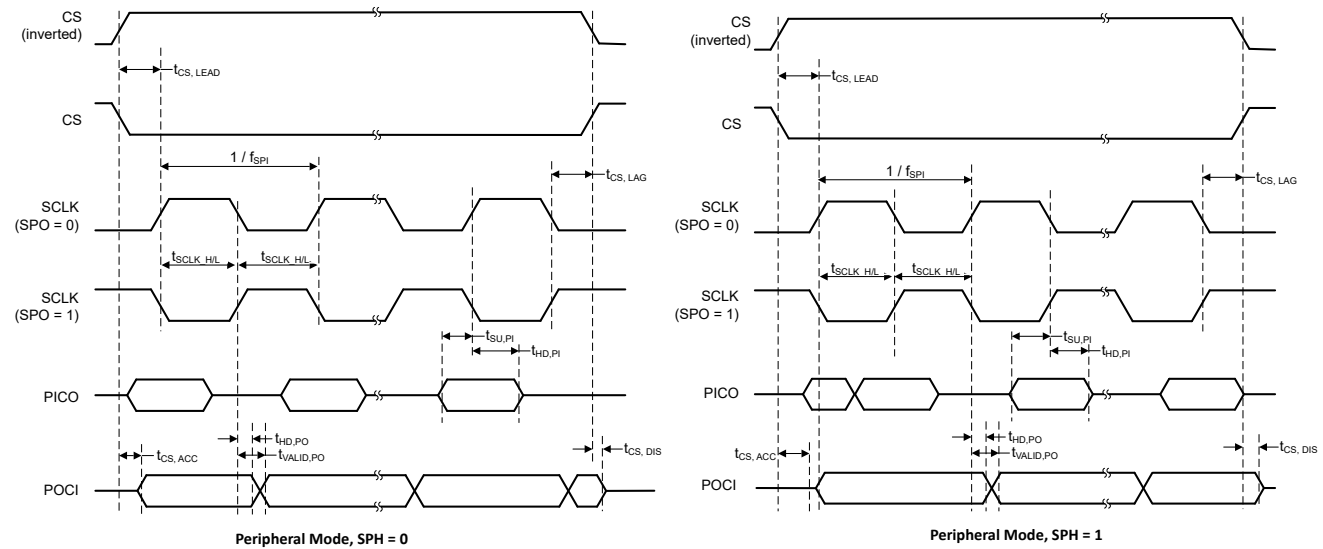 CS
(inverted)
tCS, LEAD
CS
1 / fSPI
tCS, LAG
SCLK
(SPO = 0)
tSCLK_H/L
tSCLK_H/L
SCLK
(SPO = 1)
tSU,PI
tHD,PI
PICO
tHD,PO
tVALID,PO
tCS, ACC
tCS, DIS
POCI
Peripheral Mode, SPH = 0
CS
(inverted)
tCS, LEAD
CS
1 / fSPI
tCS, LAG
SCLK
(SPO = 0)
tSCLK_H/L
tSCLK_H/L
SCLK
(SPO = 1)
tSU,PI
tHD,PI
PICO
tHD,PO
tVALID,PO
tCS, ACC
tCS, DIS
POCI
Peripheral Mode, SPH = 1